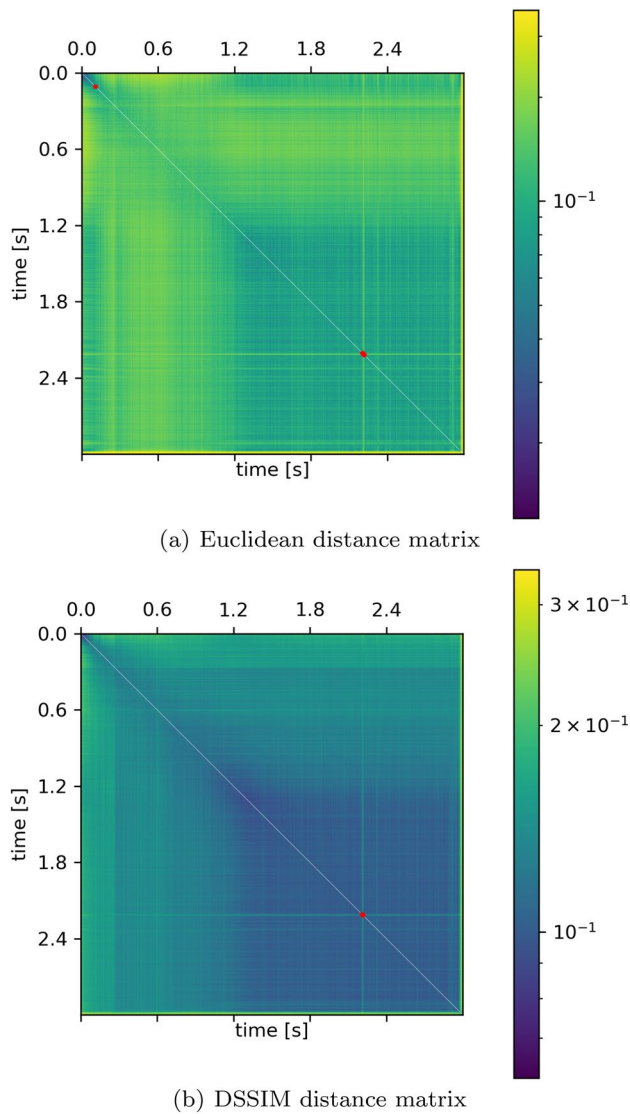 0.0 0.6 1.2 1.8 2.4
0.0
0.6
1.2
1.8
2.4
time [s]
time [s]
10⁻¹
(a) Euclidean distance matrix
0.0 0.6 1.2 1.8 2.4
0.0
0.6
1.2
1.8
2.4
time [s]
time [s]
3 × 10⁻¹
2 × 10⁻¹
10⁻¹
(b) DSSIM distance matrix